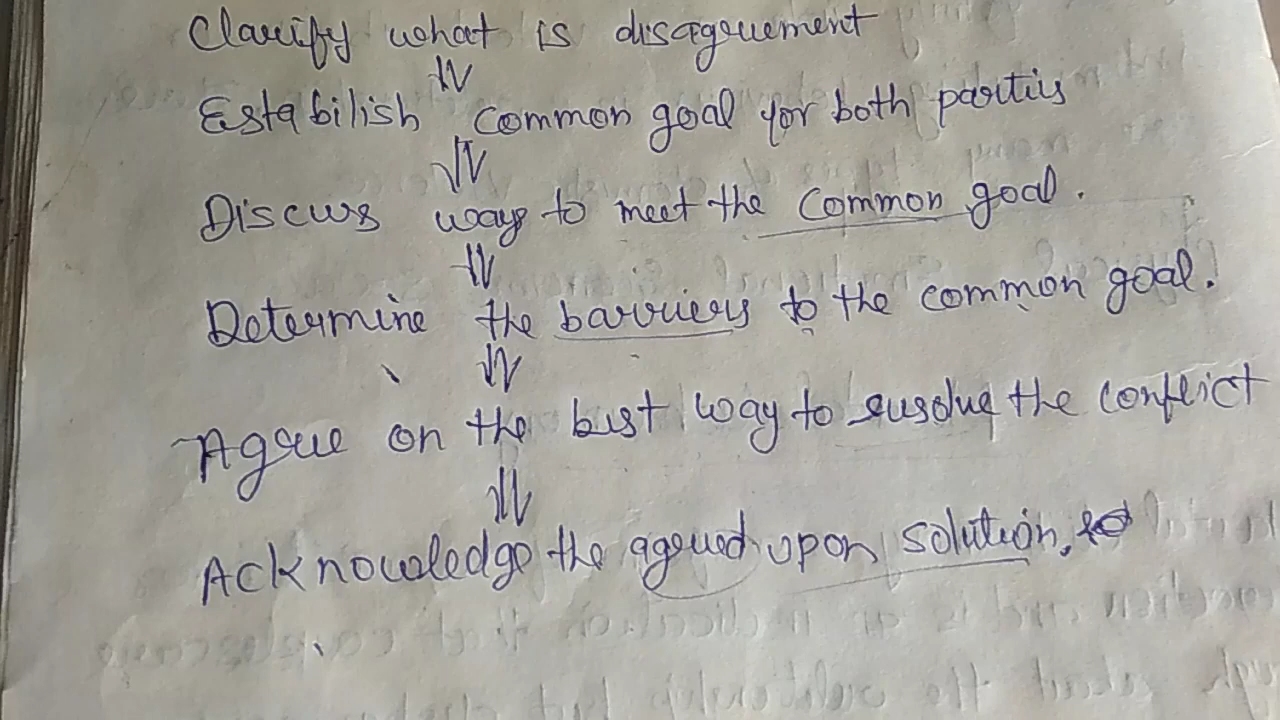 Clarify what is disagreement
⇓
Estabilish common goal for both parties
⇓
Discuss ways to meet the common goal.
⇓
Determine the barriers to the common goal.
⇓
Agree on the best way to resolve the conflict
⇓
Acknowledge the agreed upon solution.